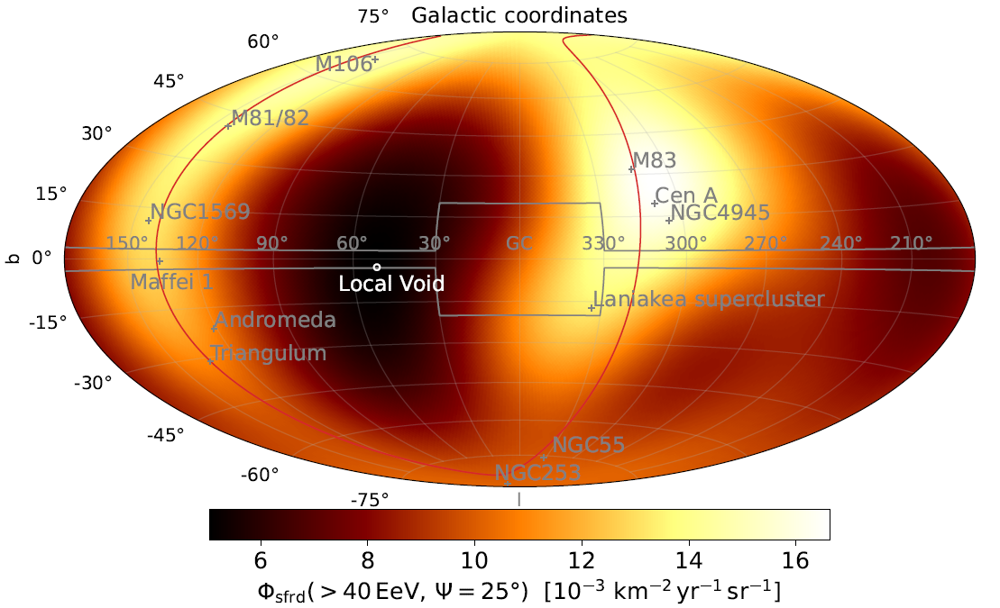 75° Galactic coordinates
60°
M106
45°
M81/82
30°
M83
15°
Cen A
NGC1569
NGC4945
150° 120° 90° 60° 30° GC 330° 300° 270° 240° 210°
b 0°
Maffei 1
Local Void
Laniakea supercluster
-15°
Andromeda
Triangulum
-30°
-45°
NGC55
-60°
NGC253
-75°
l
6 8 10 12 14 16
Φsfrd(>40 EeV, Ψ = 25°) [10⁻³ km⁻² yr⁻¹ sr⁻¹]